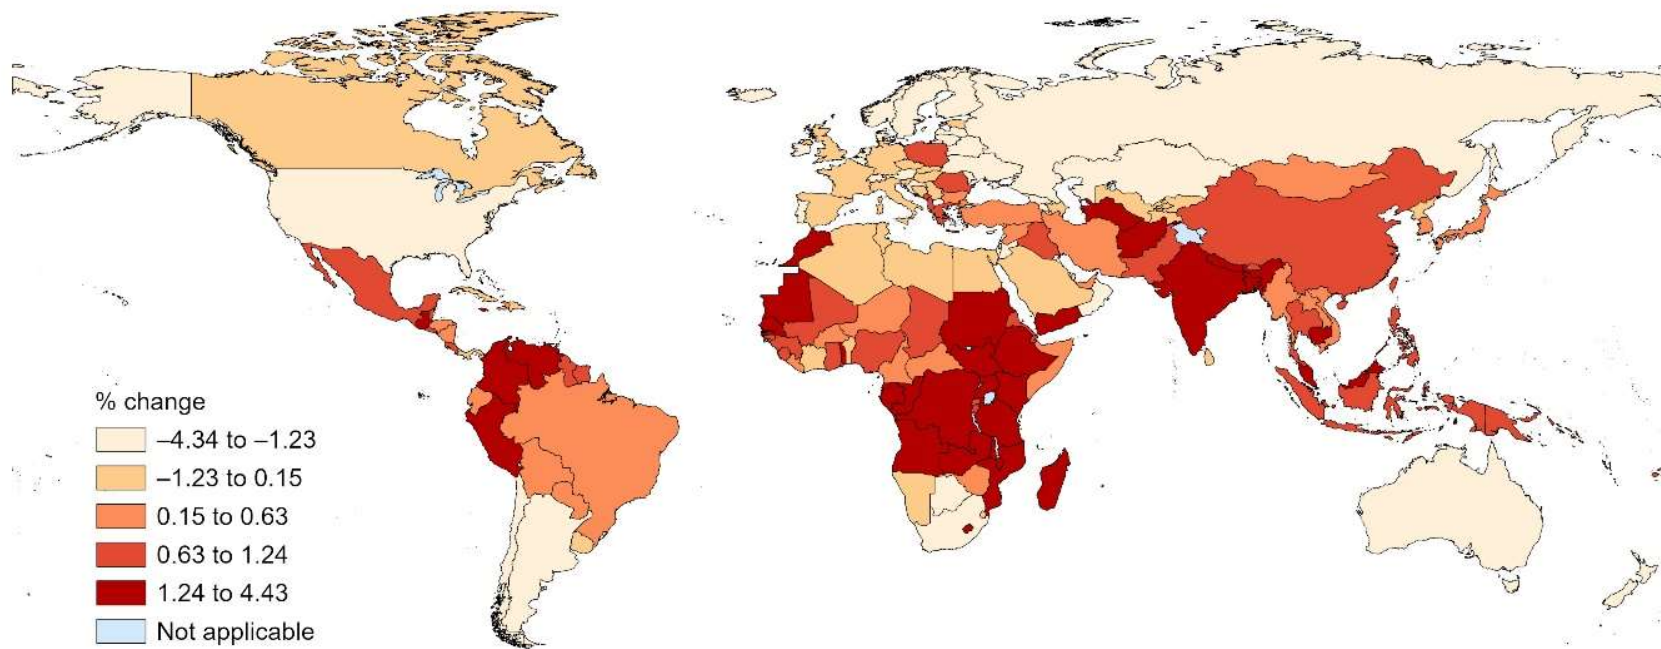 % change
–4.34 to –1.23
–1.23 to 0.15
0.15 to 0.63
0.63 to 1.24
1.24 to 4.43
Not applicable